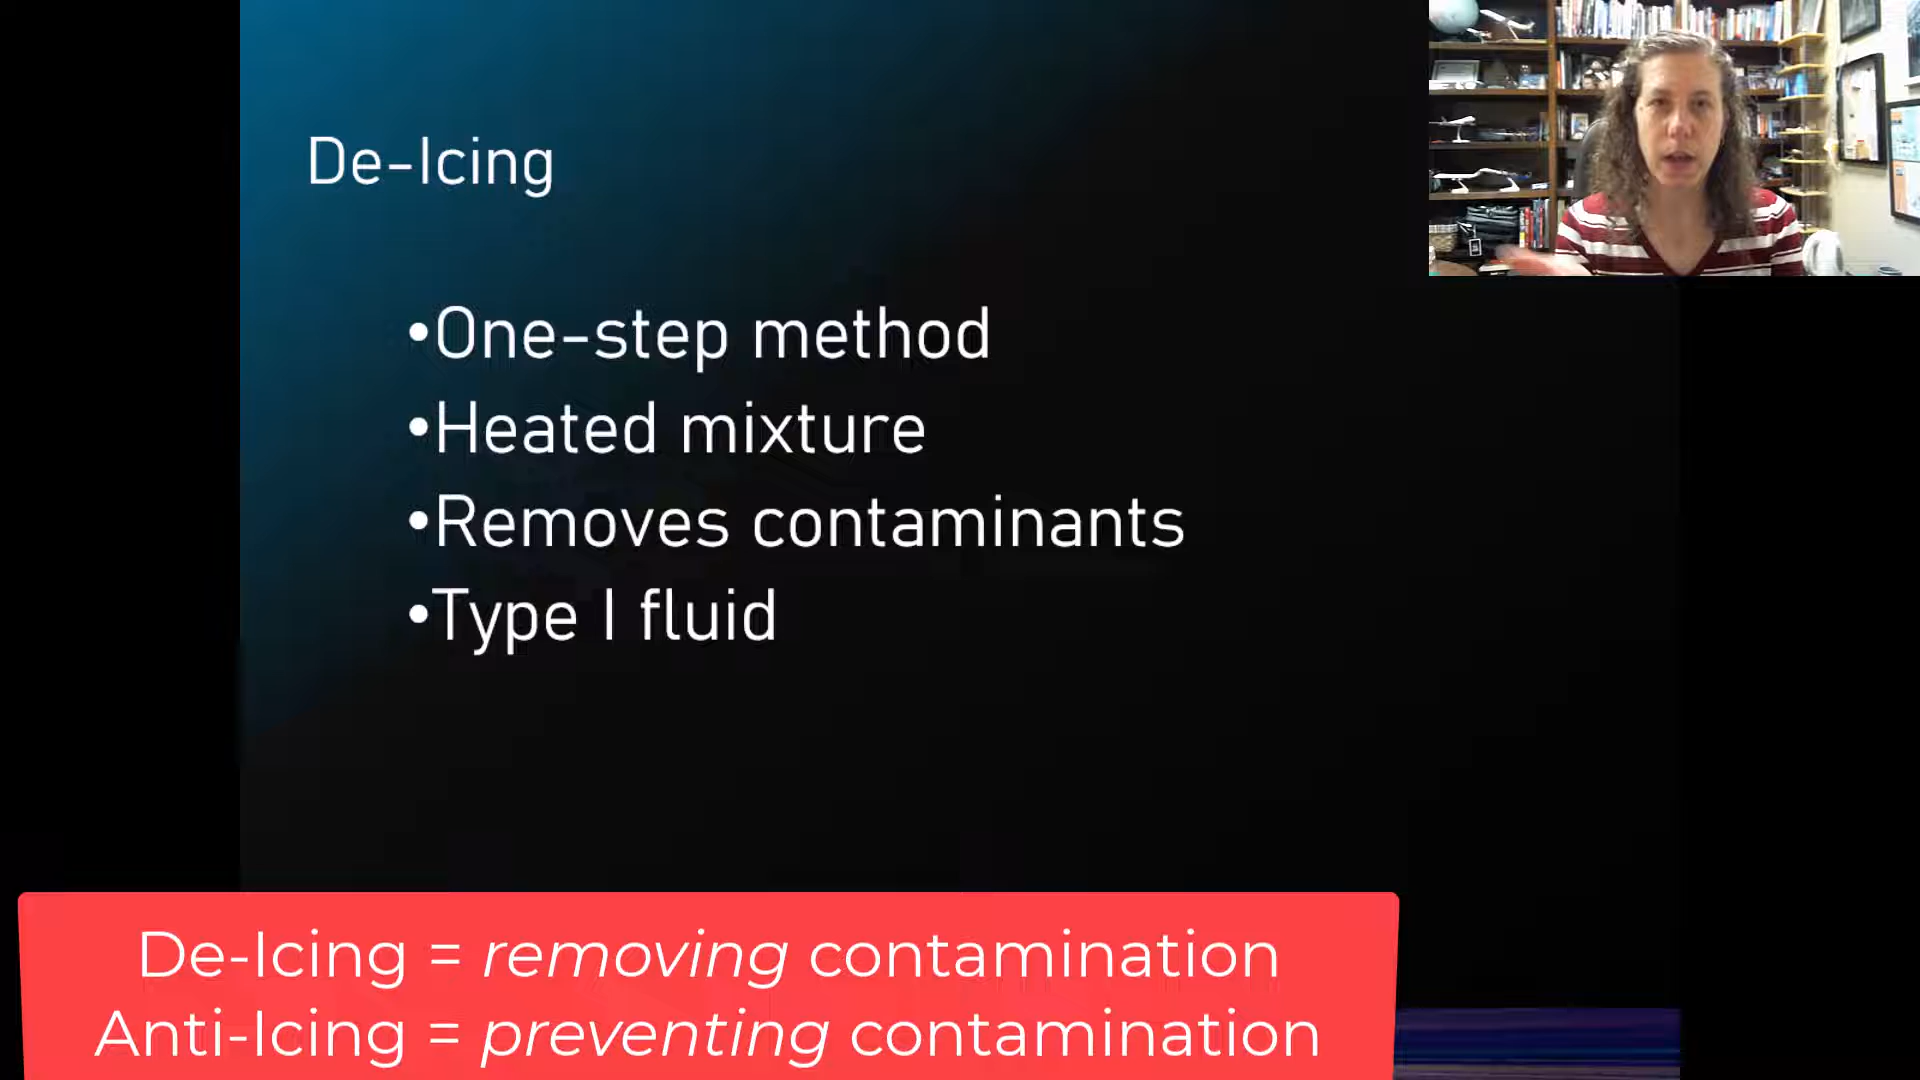 De-Icing
•One-step method
•Heated mixture
•Removes contaminants
•Type I fluid
De-Icing = removing contamination
Anti-Icing = preventing contamination